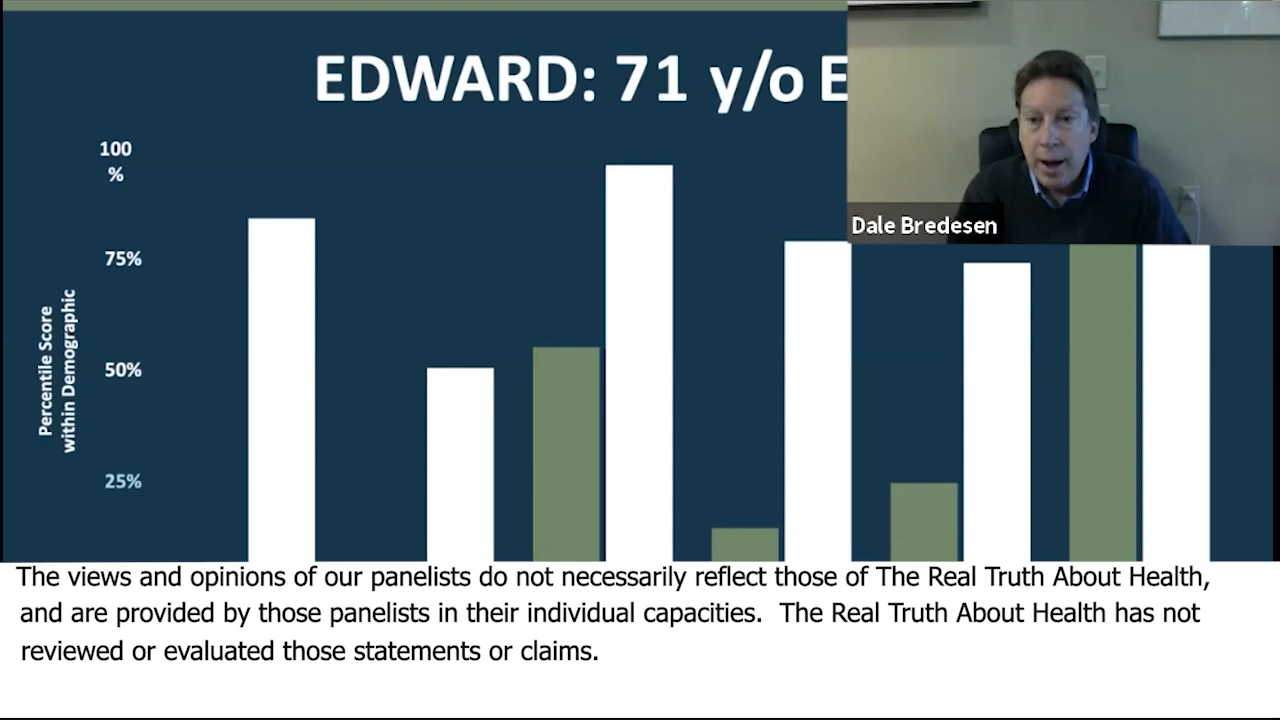 EDWARD: 71 y/o E
100
%
75%
50%
25%
Percentile Score
within Demographic
Dale Bredesen
The views and opinions of our panelists do not necessarily reflect those of The Real Truth About Health,
and are provided by those panelists in their individual capacities.  The Real Truth About Health has not
reviewed or evaluated those statements or claims.